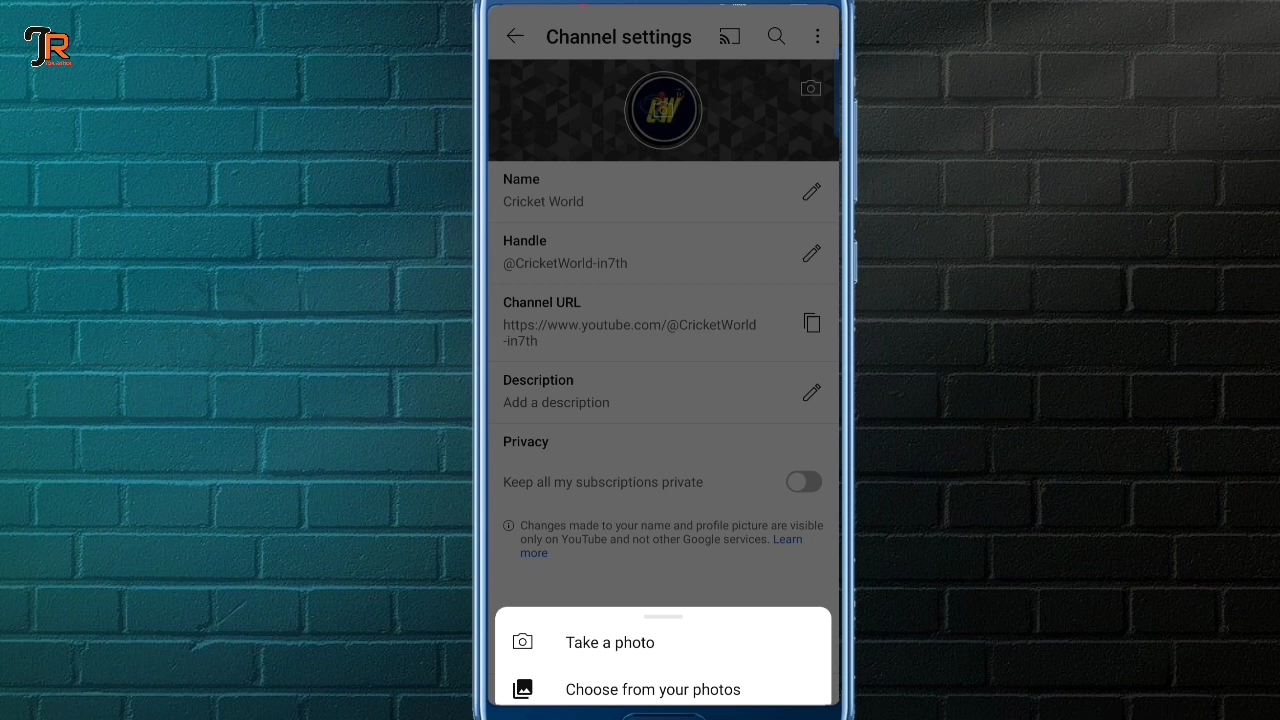 JR
Channel settings
CW
Name
Cricket World
Handle
@CricketWorld-in7th
Channel URL
https://www.youtube.com/@CricketWorld
-in7th
Description
Add a description
Privacy
Keep all my subscriptions private
Changes made to your name and profile picture are visible
only on YouTube and not other Google services. Learn
more
Take a photo
Choose from your photos